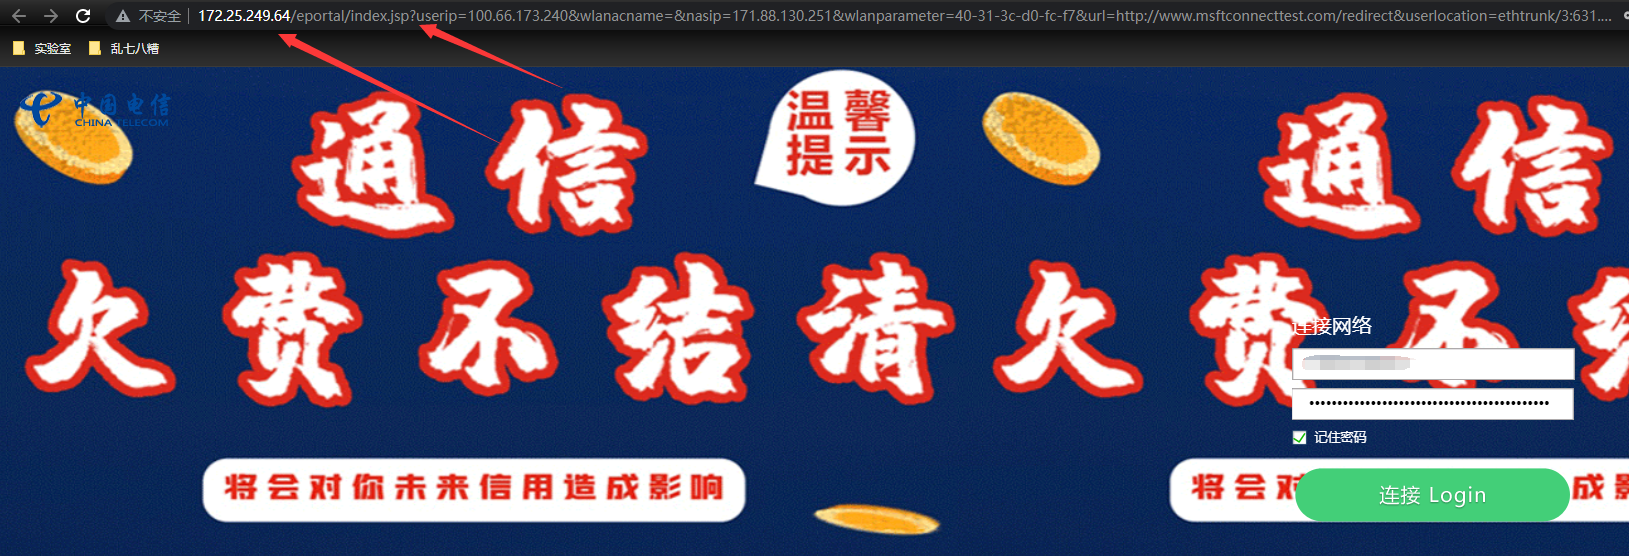 不安全 172.25.249.64/eportal/index.jsp?userip=100.66.173.240&wlanacname=&nasip=171.88.130.251&wlanparameter=40-31-3c-d0-fc-f7&url=http://www.msftconnecttest.com/redirect&userlocation=ethtrunk/3:631....
实验室 乱七八糟
中国电信
CHINA TELECOM
温馨
提示
通信 通信
欠费不结清欠费不结
连接网络
••••••••••••••••••••••••••••••••••••••••••
记住密码
将会对你未来信用造成影响 将会对 成影
连接 Login